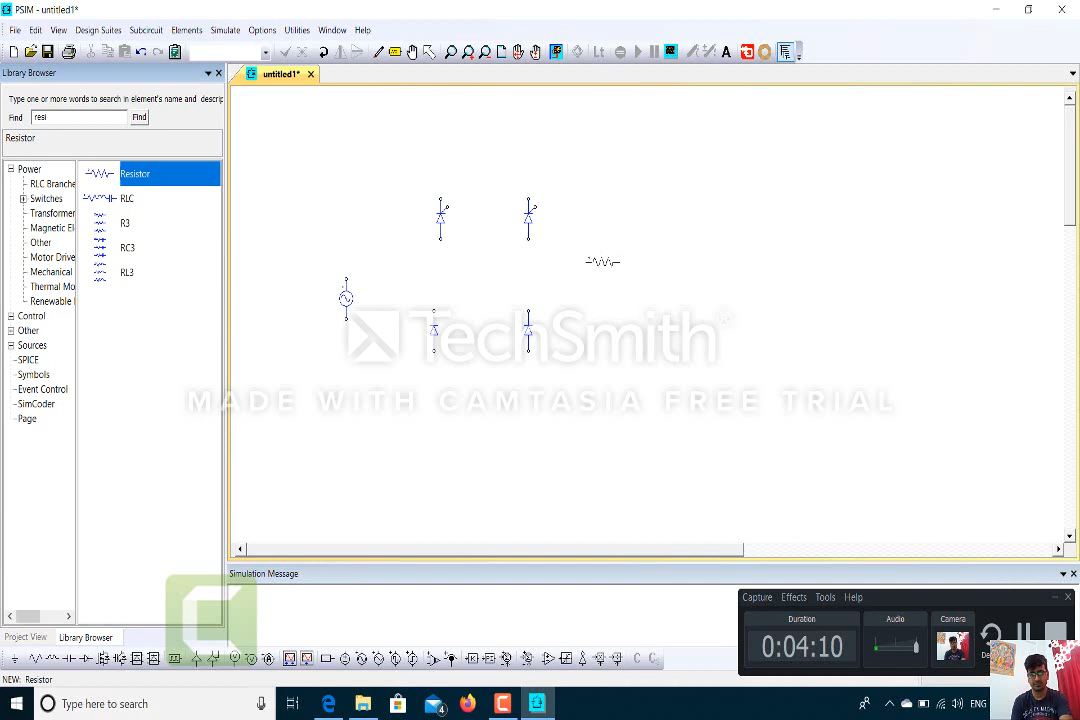 PSIM - untitled1*
File Edit View Design Suites Subcircuit Elements Simulate Options Utilities Window Help
Library Browser
untitled1*
Type one or more words to search in element's name and descrip
Find resi Find
Resistor
Power
RLC Branche
Switches
Transformer
Magnetic El
Other
Motor Drive
Mechanical
Thermal Mo
Renewable
Control
Other
Sources
SPICE
Symbols
Event Control
SimCoder
Page
Resistor
RLC
R3
RC3
RL3
TechSmith®
MADE WITH CAMTASIA FREE TRIAL
Simulation Message
Capture Effects Tools Help
Duration Audio Camera
0:04:10
Project View Library Browser
NEW: Resistor
Type here to search
4
ENG